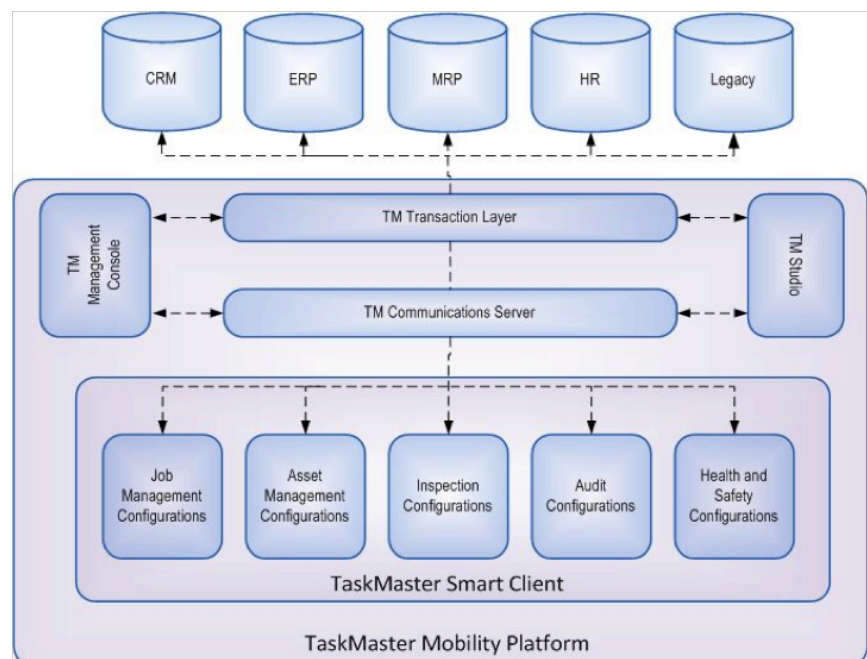 CRM
ERP
MRP
HR
Legacy
TM
Management
Console
TM Transaction Layer
TM Studio
TM Communications Server
Job
Management
Configurations
Asset
Management
Configurations
Inspection
Configurations
Audit
Configurations
Health and
Safety
Configurations
TaskMaster Smart Client
TaskMaster Mobility Platform